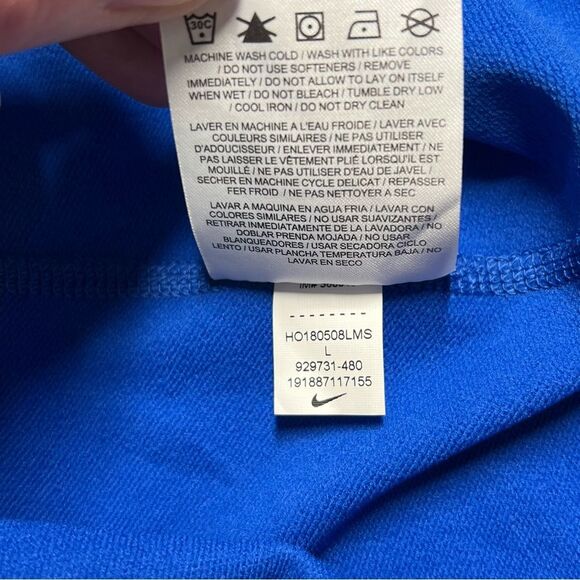 30C
MACHINE WASH COLD / WASH WITH LIKE COLORS
/ DO NOT USE SOFTENERS / REMOVE
IMMEDIATELY / DO NOT ALLOW TO LAY ON ITSELF
WHEN WET / DO NOT BLEACH / TUMBLE DRY LOW
/ COOL IRON / DO NOT DRY CLEAN
LAVER EN MACHINE A L'EAU FROIDE / LAVER AVEC
COULEURS SIMILAIRES / NE PAS UTILISER
D'ADOUCISSEUR / ENLEVER IMMÉDIATEMENT / NE
PAS LAISSER LE VÊTEMENT PLIÉ LORSQU'IL EST
MOUILLÉ / NE PAS UTILISER D'EAU DE JAVEL /
SECHER EN MACHINE CYCLE DELICAT / REPASSER
FER FROID / NE PAS NETTOYER A SEC
LAVAR A MAQUINA EN AGUA FRIA / LAVAR CON
COLORES SIMILARES / NO USAR SUAVIZANTES /
RETIRAR INMEDIATAMENTE DE LA LAVADORA / NO
DOBLAR PRENDA MOJADA / NO USAR
BLANQUEADORES / USAR SECADORA CICLO
LENTO / USAR PLANCHA TEMPERATURA BAJA / NO
LAVAR EN SECO
HO180508LMS
L
929731-480
191887117155